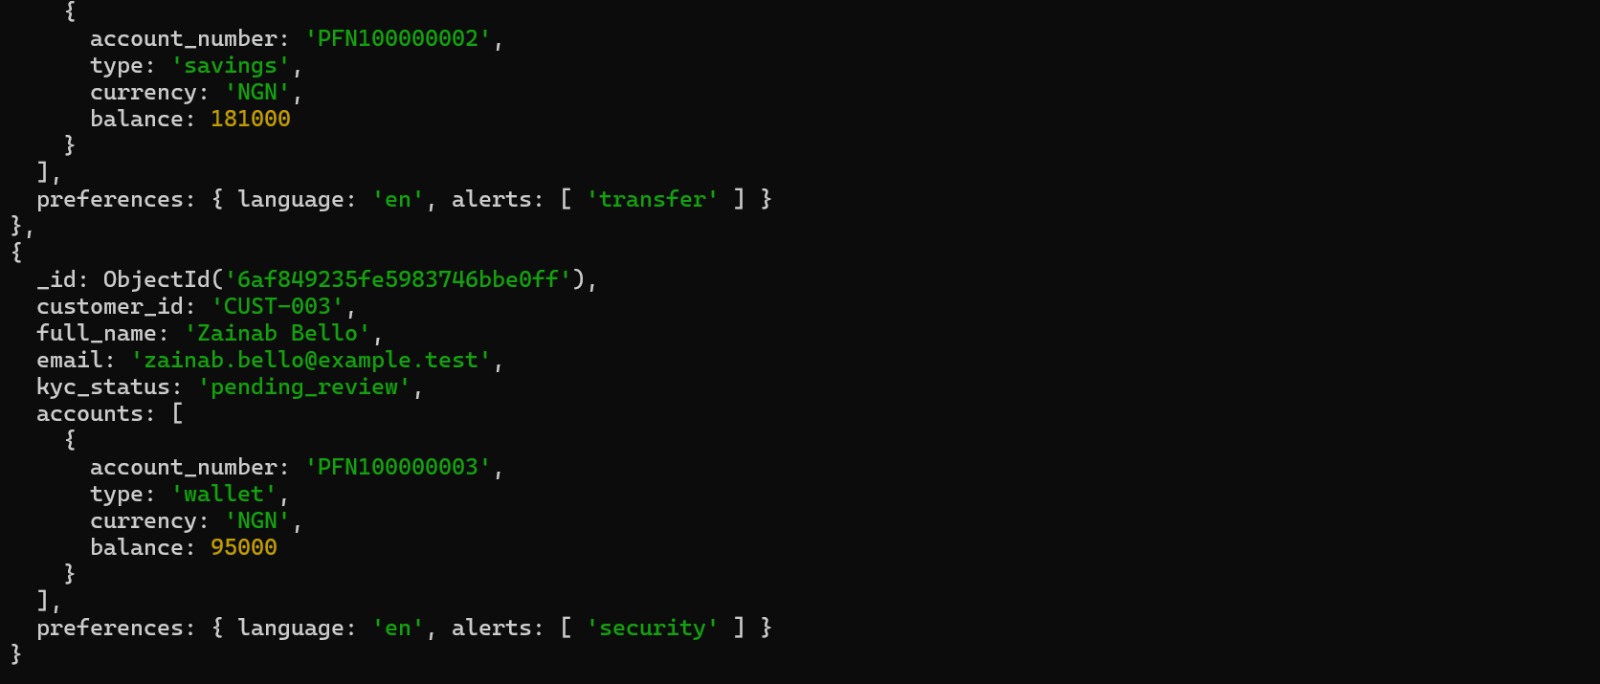 {
account_number: 'PFN100000002',
type: 'savings',
currency: 'NGN',
balance: 181000
}
],
preferences: { language: 'en', alerts: [ 'transfer' ] }
},
{
_id: ObjectId('6af849235fe5983746bbe0ff'),
customer_id: 'CUST-003',
full_name: 'Zainab Bello',
email: 'zainab.bello@example.test',
kyc_status: 'pending_review',
accounts: [
{
account_number: 'PFN100000003',
type: 'wallet',
currency: 'NGN',
balance: 95000
}
],
preferences: { language: 'en', alerts: [ 'security' ] }
}